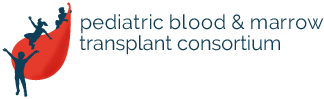 pediatric blood & marrow
transplant consortium